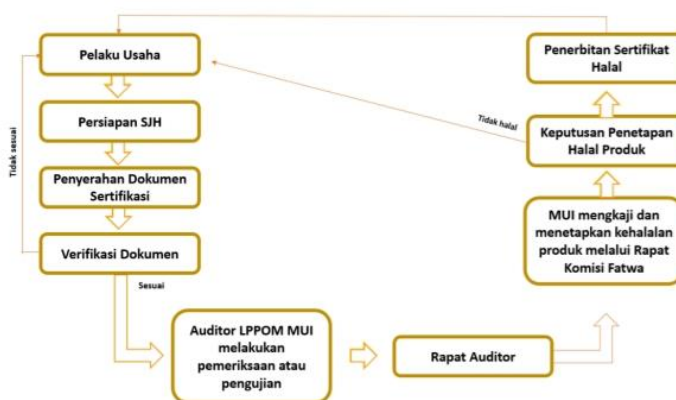 Pelaku Usaha
Persiapan SJH
Penyerahan Dokumen
Sertifikasi
Verifikasi Dokumen
Tidak sesuai
Sesuai
Auditor LPPOM MUI
melakukan
pemeriksaan atau
pengujian
Rapat Auditor
MUI mengkaji dan
menetapkan kehalalan
produk melalui Rapat
Komisi Fatwa
Keputusan Penetapan
Halal Produk
Tidak halal
Penerbitan Sertifikat
Halal